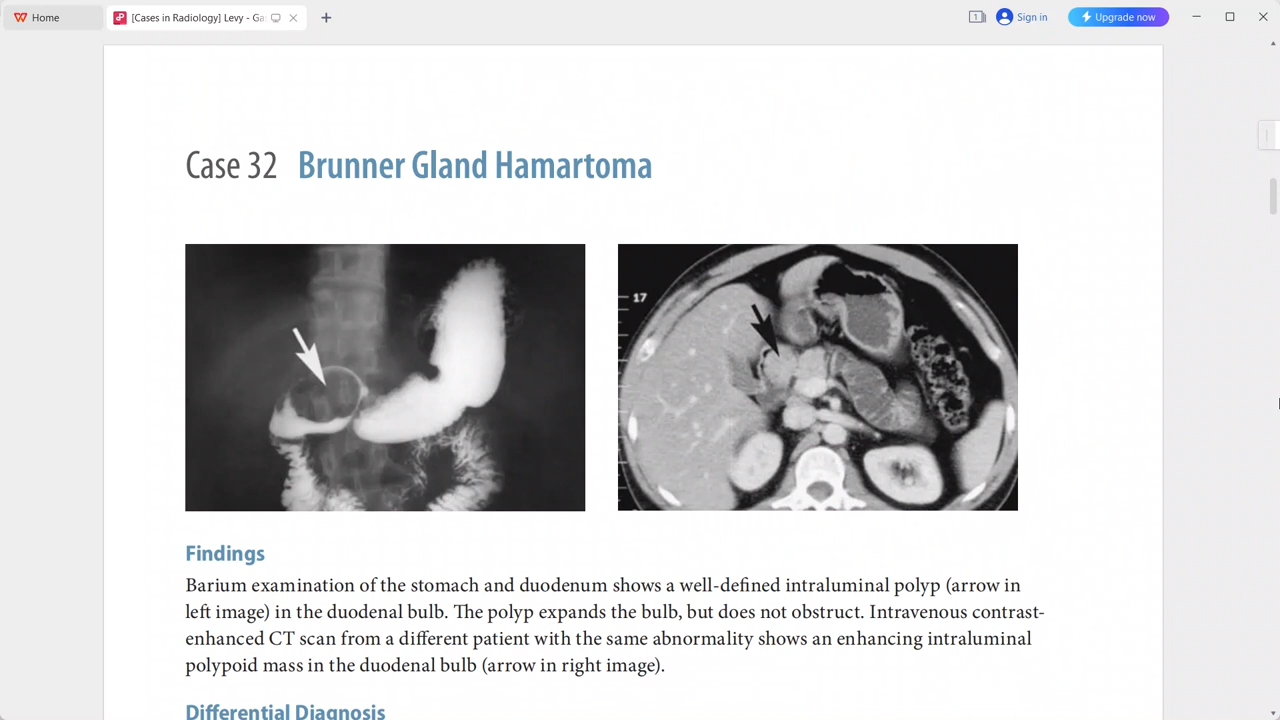 Home
[Cases in Radiology] Levy - Ga
1
Sign in
Upgrade now
Case 32 Brunner Gland Hamartoma
17
Findings
Barium examination of the stomach and duodenum shows a well-defined intraluminal polyp (arrow in
left image) in the duodenal bulb. The polyp expands the bulb, but does not obstruct. Intravenous contrast-
enhanced CT scan from a different patient with the same abnormality shows an enhancing intraluminal
polypoid mass in the duodenal bulb (arrow in right image).
Differential Diagnosis